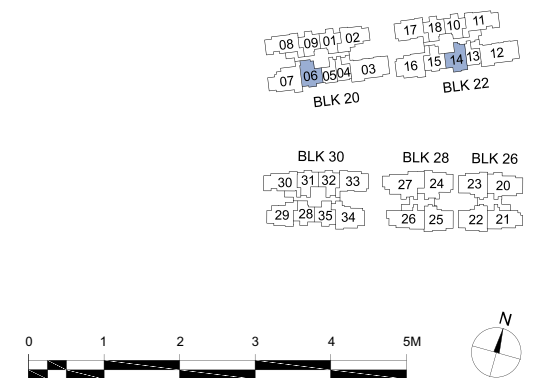 08 09 01 02
07 06 05 04 03
BLK 20
17 18 10 11
16 15 14 13 12
BLK 22
BLK 30
30 31 32 33
29 28 35 34
BLK 28
27 24
26 25
BLK 26
23 20
22 21
N
0 1 2 3 4 5M